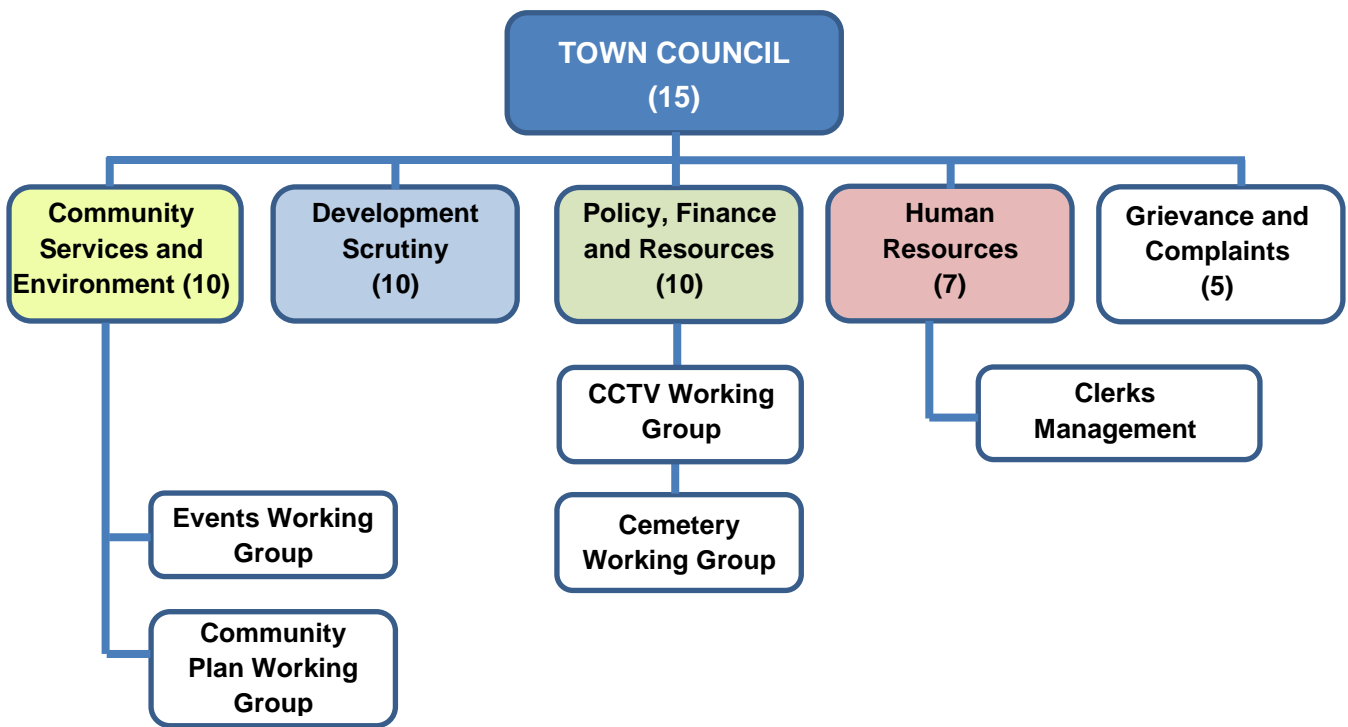 TOWN COUNCIL
(15)
Community
Services and
Environment (10)
Development
Scrutiny
(10)
Policy, Finance
and Resources
(10)
Human
Resources
(7)
Grievance and
Complaints
(5)
CCTV Working
Group
Clerks
Management
Events Working
Group
Cemetery
Working Group
Community
Plan Working
Group